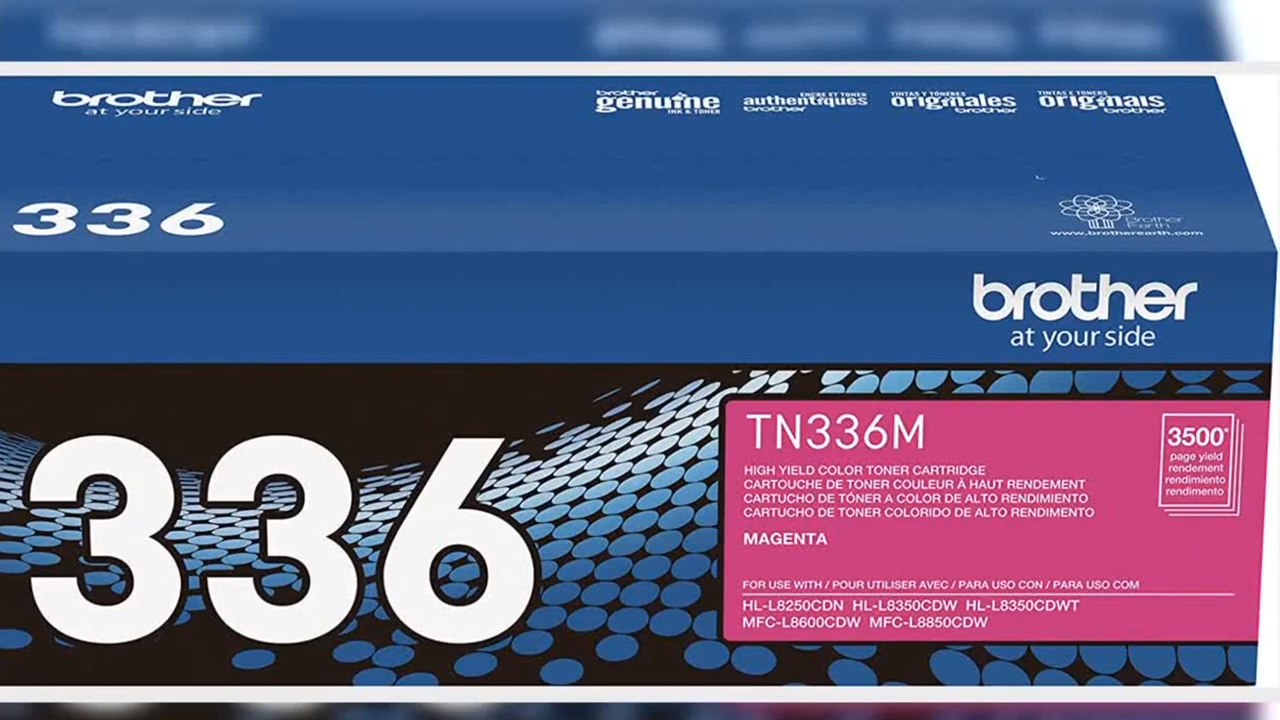 brother
at your side
brother
genuine
INK & TONER
ENCRE ET TONER
authentiques
brother
TINTAS Y TÓNERES
originales
brother
TINTAS E TONERS
originais
brother
336
Brother
Earth
www.brotherearth.com
brother
at your side
336
TN336M
HIGH YIELD COLOR TONER CARTRIDGE
CARTOUCHE DE TONER COULEUR À HAUT RENDEMENT
CARTUCHO DE TÓNER A COLOR DE ALTO RENDIMIENTO
CARTUCHO DE TONER COLORIDO DE ALTO RENDIMENTO
MAGENTA
3500*
page yield
rendement
rendimiento
rendimento
FOR USE WITH / POUR UTILISER AVEC / PARA USO CON / PARA USO COM
HL-L8250CDN HL-L8350CDW HL-L8350CDWT
MFC-L8600CDW MFC-L8850CDW